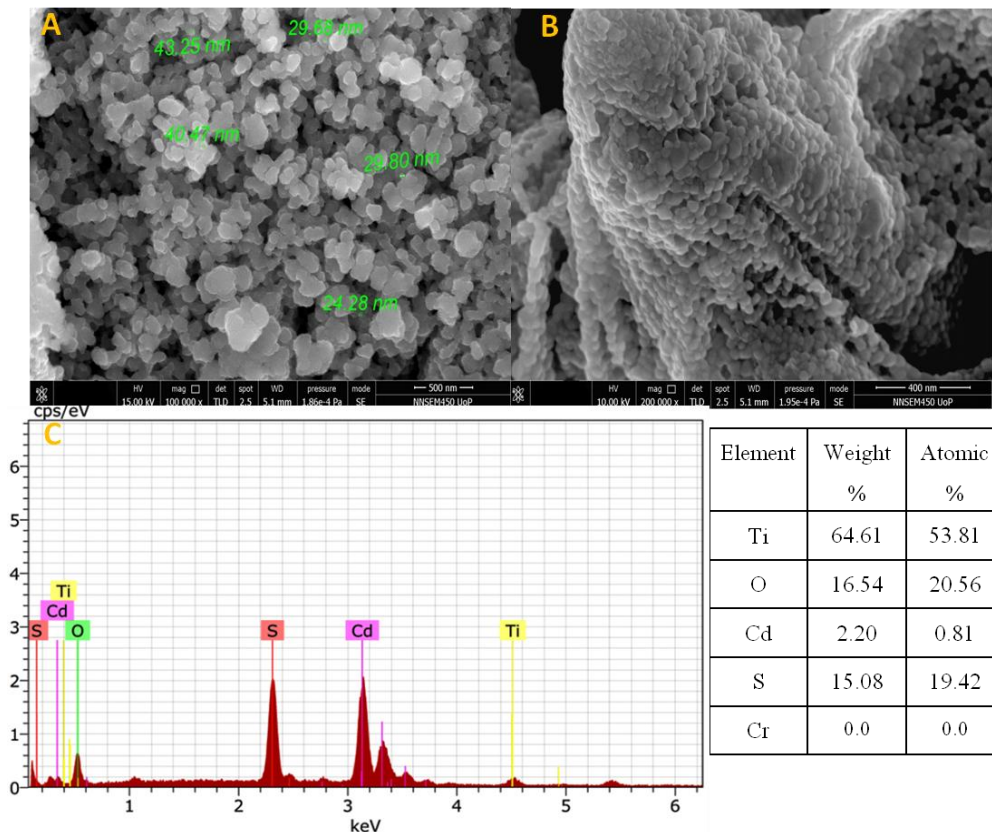 A
29.68 nm
43.25 nm
40.47 nm
29.80 nm
24.28 nm
HV mag □ det spot WD pressure mode 500 nm
15.00 kV 100 000 x TLD 2.5 5.1 mm 1.86e-4 Pa SE NNSEM450 UoP
B
HV mag □ det spot WD pressure mode 400 nm
10.00 kV 200 000 x TLD 2.5 5.1 mm 1.95e-4 Pa SE NNSEM450 UoP
cps/eV
C
6
5
4
3
2
1
0
Ti
Cd
S O S Cd Ti
1 2 3 4 5 6
keV
Element Weight % Atomic %
Ti 64.61 53.81
O 16.54 20.56
Cd 2.20 0.81
S 15.08 19.42
Cr 0.0 0.0